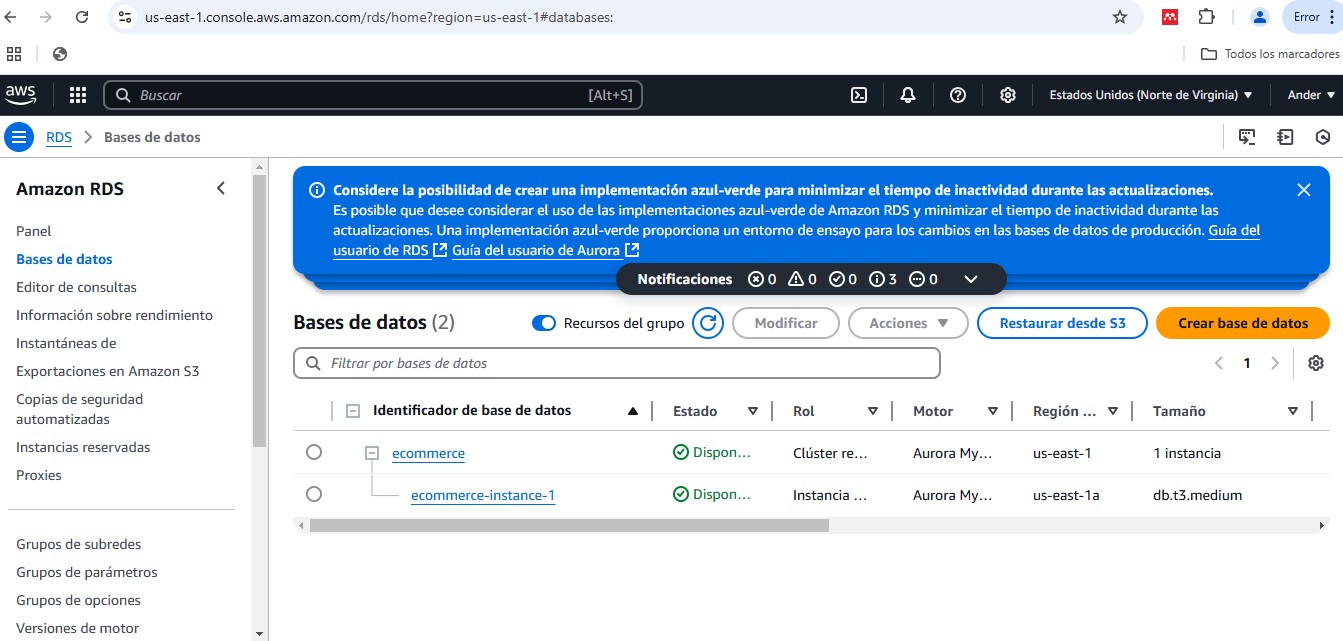 us-east-1.console.aws.amazon.com/rds/home?region=us-east-1#databases:
Error
Todos los marcadores
aws
Buscar
[Alt+S]
Estados Unidos (Norte de Virginia)
Ander
RDS
Bases de datos
Amazon RDS
Panel
Bases de datos
Editor de consultas
Información sobre rendimiento
Instantáneas de
Exportaciones en Amazon S3
Copias de seguridad
automatizadas
Instancias reservadas
Proxies
Grupos de subredes
Grupos de parámetros
Grupos de opciones
Versiones de motor
Considere la posibilidad de crear una implementación azul-verde para minimizar el tiempo de inactividad durante las actualizaciones.
Es posible que desee considerar el uso de las implementaciones azul-verde de Amazon RDS y minimizar el tiempo de inactividad durante las
actualizaciones. Una implementación azul-verde proporciona un entorno de ensayo para los cambios en las bases de datos de producción. Guía del
usuario de RDS Guía del usuario de Aurora
Notificaciones 0 0 0 3 0
Bases de datos (2)
Recursos del grupo
Modificar
Acciones
Restaurar desde S3
Crear base de datos
Filtrar por bases de datos
1
Identificador de base de datos Estado Rol Motor Región ... Tamaño
ecommerce Dispon... Clúster re... Aurora My... us-east-1 1 instancia
ecommerce-instance-1 Dispon... Instancia ... Aurora My... us-east-1a db.t3.medium